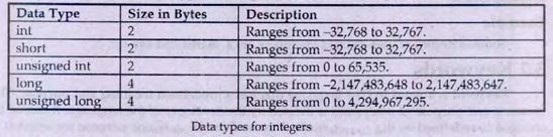 Data Type Size in Bytes Description
int 2 Ranges from –32,768 to 32,767.
short 2 Ranges from –32,768 to 32,767.
unsigned int 2 Ranges from 0 to 65,535.
long 4 Ranges from –2,147,483,648 to 2,147,483,647.
unsigned long 4 Ranges from 0 to 4,294,967,295.
Data types for integers